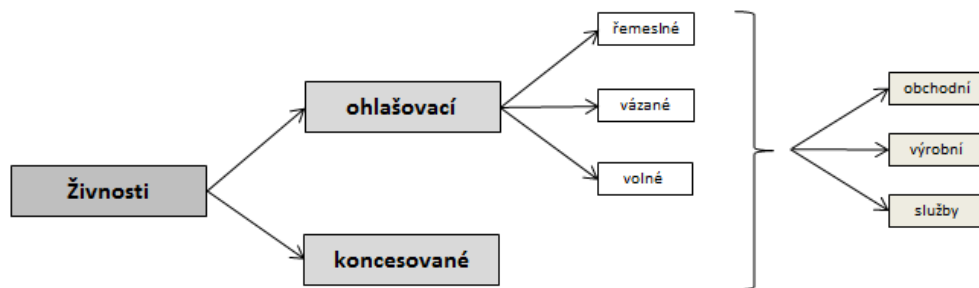 Živnosti
ohlašovací
koncesované
řemeslné
vázané
volné
obchodní
výrobní
služby